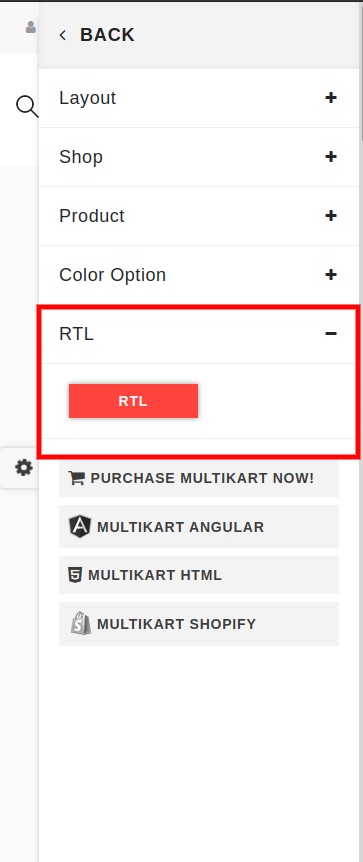 BACK
Layout
Shop
Product
Color Option
RTL
RTL
PURCHASE MULTIKART NOW!
MULTIKART ANGULAR
MULTIKART HTML
MULTIKART SHOPIFY